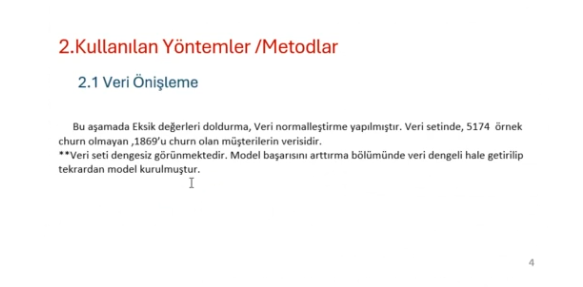 2.Kullanılan Yöntemler /Metodlar
2.1 Veri Önişleme
Bu aşamada Eksik değerleri doldurma, Veri normalleştirme yapılmıştır. Veri setinde, 5174 örnek
churn olmayan ,1869'u churn olan müşterilerin verisidir.
**Veri seti dengesiz görünmektedir. Model başarısını arttırma bölümünde veri dengeli hale getirilip
tekrardan model kurulmuştur.
4